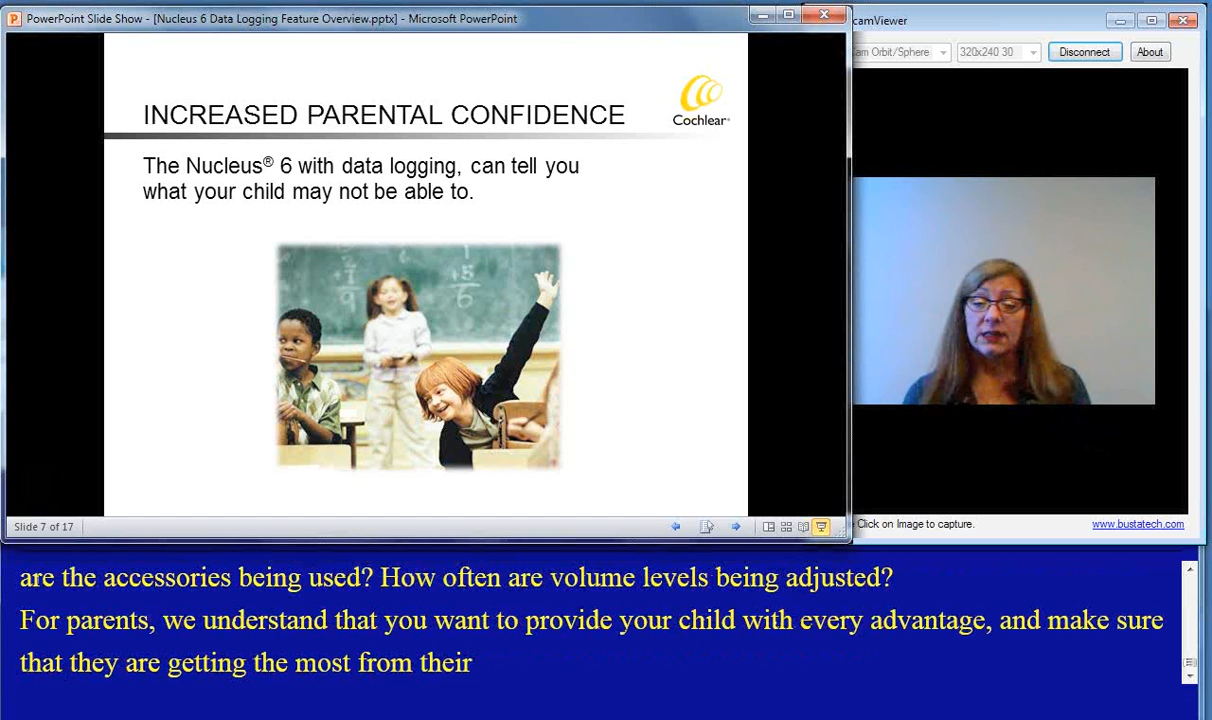 PowerPoint Slide Show - [Nucleus 6 Data Logging Feature Overview.pptx] - Microsoft PowerPoint
camViewer
am Orbit/Sphere
320x240 30
Disconnect
About
INCREASED PARENTAL CONFIDENCE
Cochlear®
The Nucleus® 6 with data logging, can tell you
what your child may not be able to.
Slide 7 of 17
Click on Image to capture.
www.bustatech.com
are the accessories being used? How often are volume levels being adjusted?
For parents, we understand that you want to provide your child with every advantage, and make sure
that they are getting the most from their